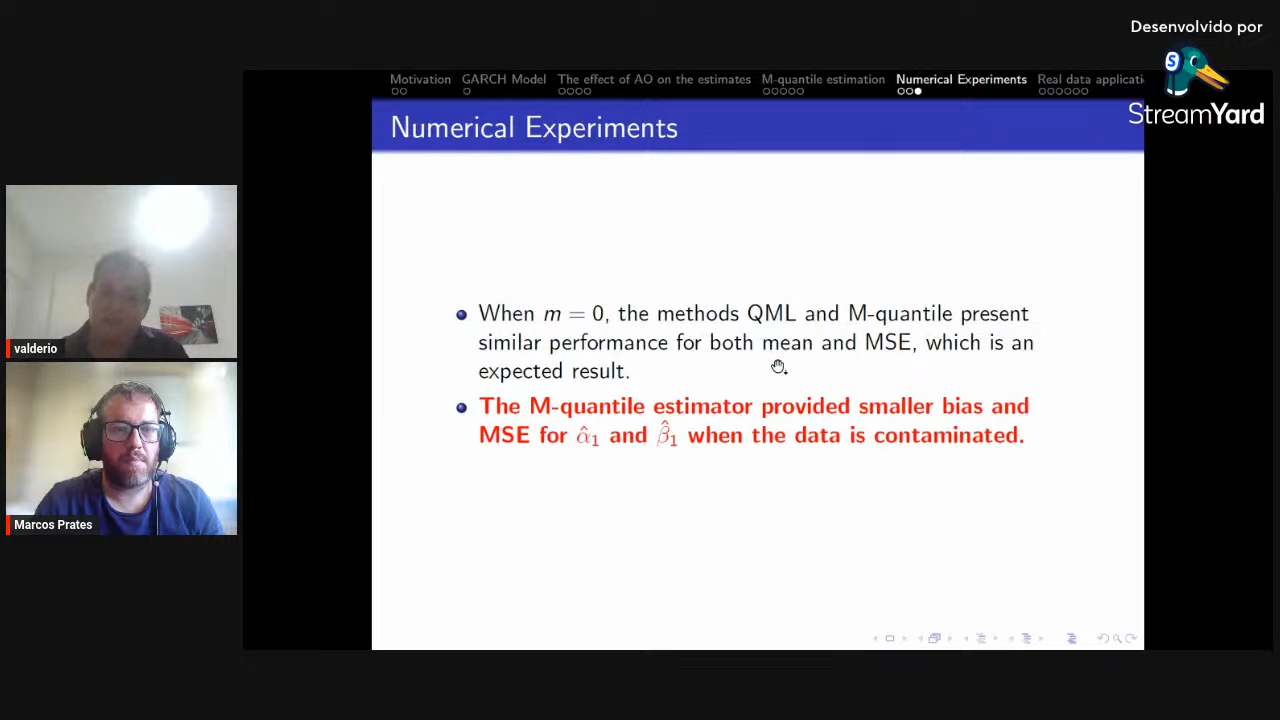 Desenvolvido por
S
StreamYard
Motivation GARCH Model The effect of AO on the estimates M-quantile estimation Numerical Experiments Real data applicati
Numerical Experiments
When m = 0, the methods QML and M-quantile present
similar performance for both mean and MSE, which is an
expected result.
The M-quantile estimator provided smaller bias and
MSE for α̂₁ and β̂₁ when the data is contaminated.
valderio
Marcos Prates